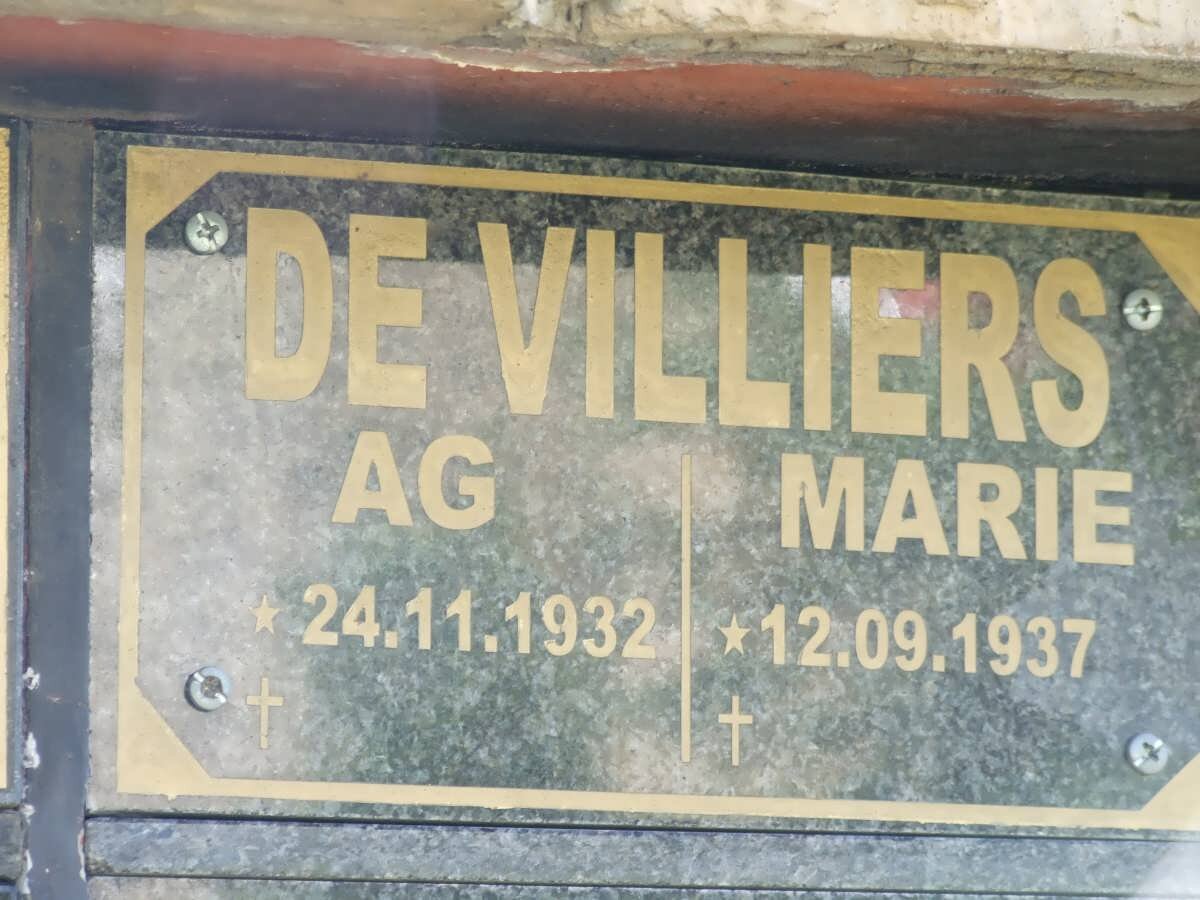 DE VILLIERS
AG
★ 24.11.1932
✝
MARIE
★ 12.09.1937
✝